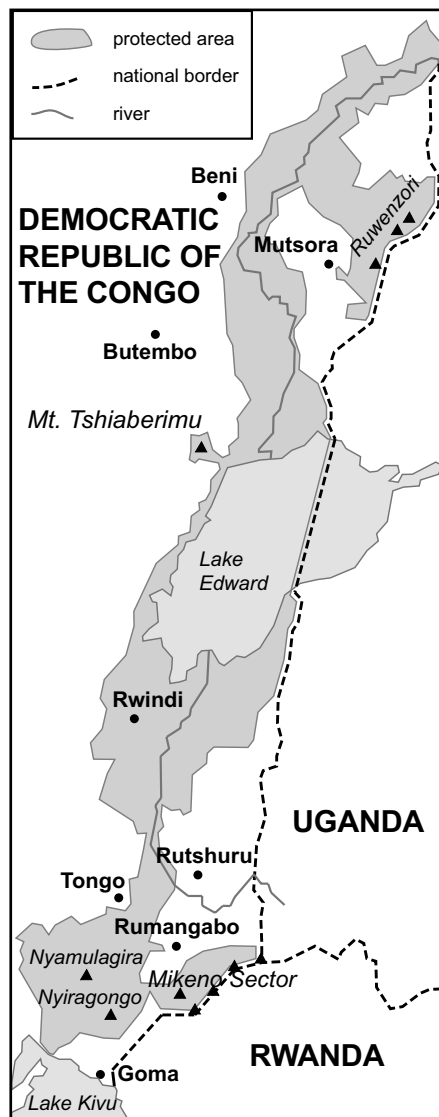 protected area
national border
river
Beni
DEMOCRATIC
REPUBLIC OF
THE CONGO
Ruwenzori
Mutsora
Butembo
Mt. Tshiaberimu
Lake
Edward
Rwindi
UGANDA
Rutshuru
Tongo
Rumangabo
Nyamulagira
Mikeno Sector
Nyiragongo
RWANDA
Goma
Lake Kivu